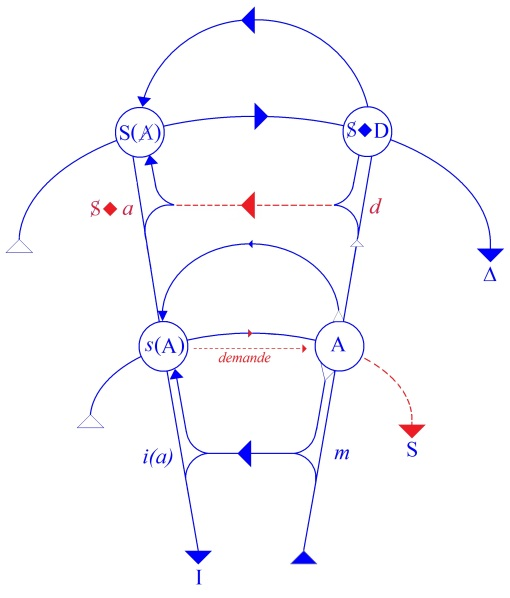 S(Ⱥ)
$◆D
$◆ a
d
Δ
s(A)
demande
A
S
i(a)
m
I